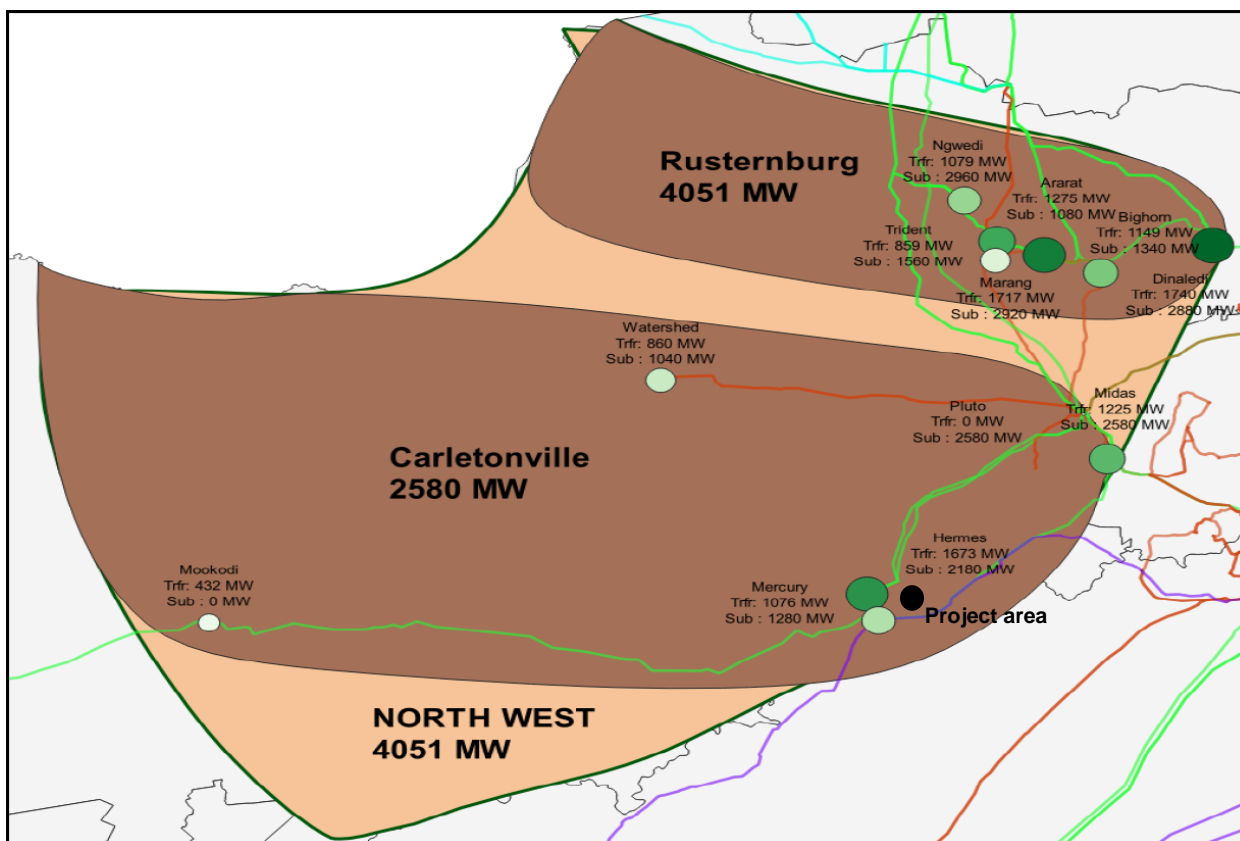 Rusternburg
4051 MW
Ngwedi
Trfr: 1079 MW
Sub : 2960 MW
Ararat
Trfr: 1275 MW
Sub : 1080 MW
Bighorn
Trfr: 1149 MW
Sub : 1340 MW
Trident
Trfr: 859 MW
Sub : 1560 MW
Marang
Trfr: 1717 MW
Sub : 2920 MW
Dinaledi
Trfr: 1740 MW
Sub : 2880 MW
Watershed
Trfr: 860 MW
Sub : 1040 MW
Pluto
Trfr: 0 MW
Sub : 2580 MW
Midas
Trfr: 1225 MW
Sub : 2580 MW
Carletonville
2580 MW
Hermes
Trfr: 1673 MW
Sub : 2180 MW
Mookodi
Trfr: 432 MW
Sub : 0 MW
Mercury
Trfr: 1076 MW
Sub : 1280 MW
Project area
NORTH WEST
4051 MW